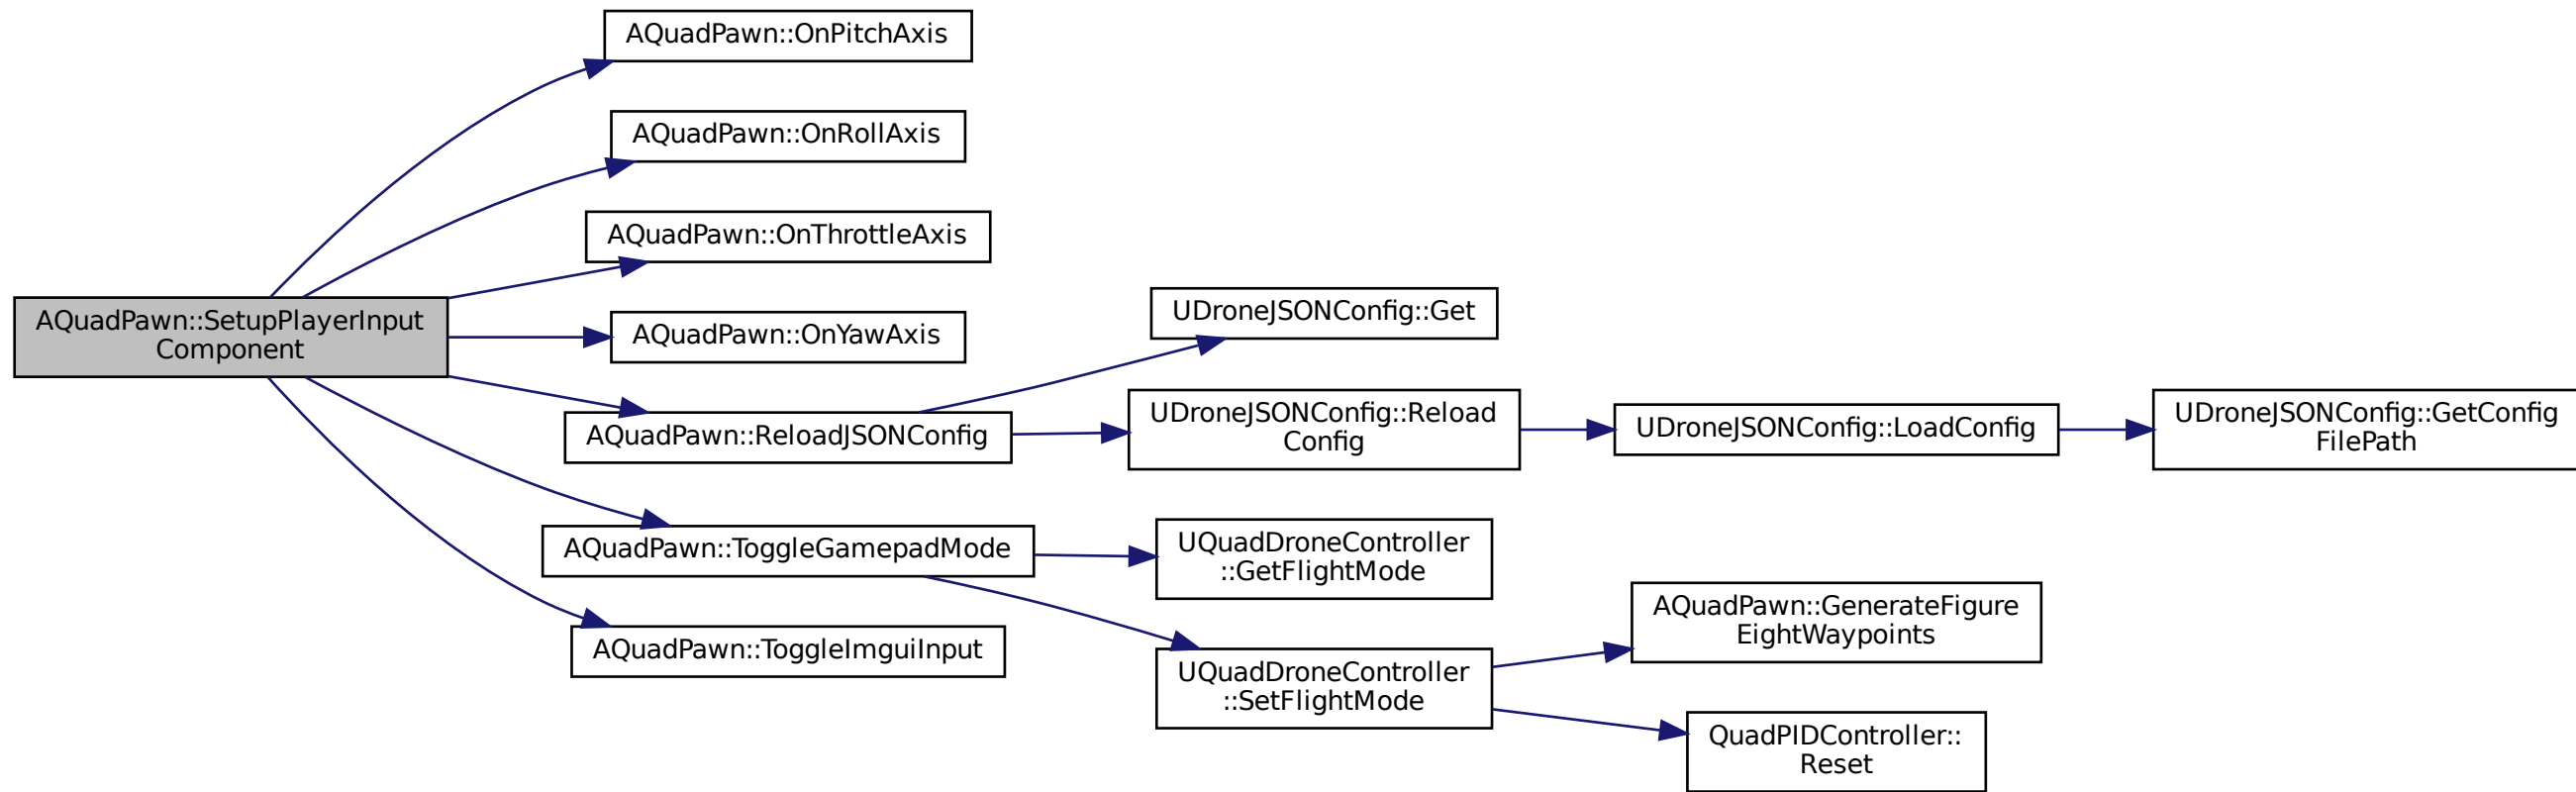 AQuadPawn::OnPitchAxis
AQuadPawn::OnRollAxis
AQuadPawn::OnThrottleAxis
AQuadPawn::SetupPlayerInput
Component
AQuadPawn::OnYawAxis
AQuadPawn::ReloadJSONConfig
AQuadPawn::ToggleGamepadMode
AQuadPawn::ToggleImguiInput
UDroneJSONConfig::Get
UDroneJSONConfig::Reload
Config
UDroneJSONConfig::LoadConfig
UDroneJSONConfig::GetConfig
FilePath
UQuadDroneController
::GetFlightMode
UQuadDroneController
::SetFlightMode
AQuadPawn::GenerateFigure
EightWaypoints
QuadPIDController::
Reset